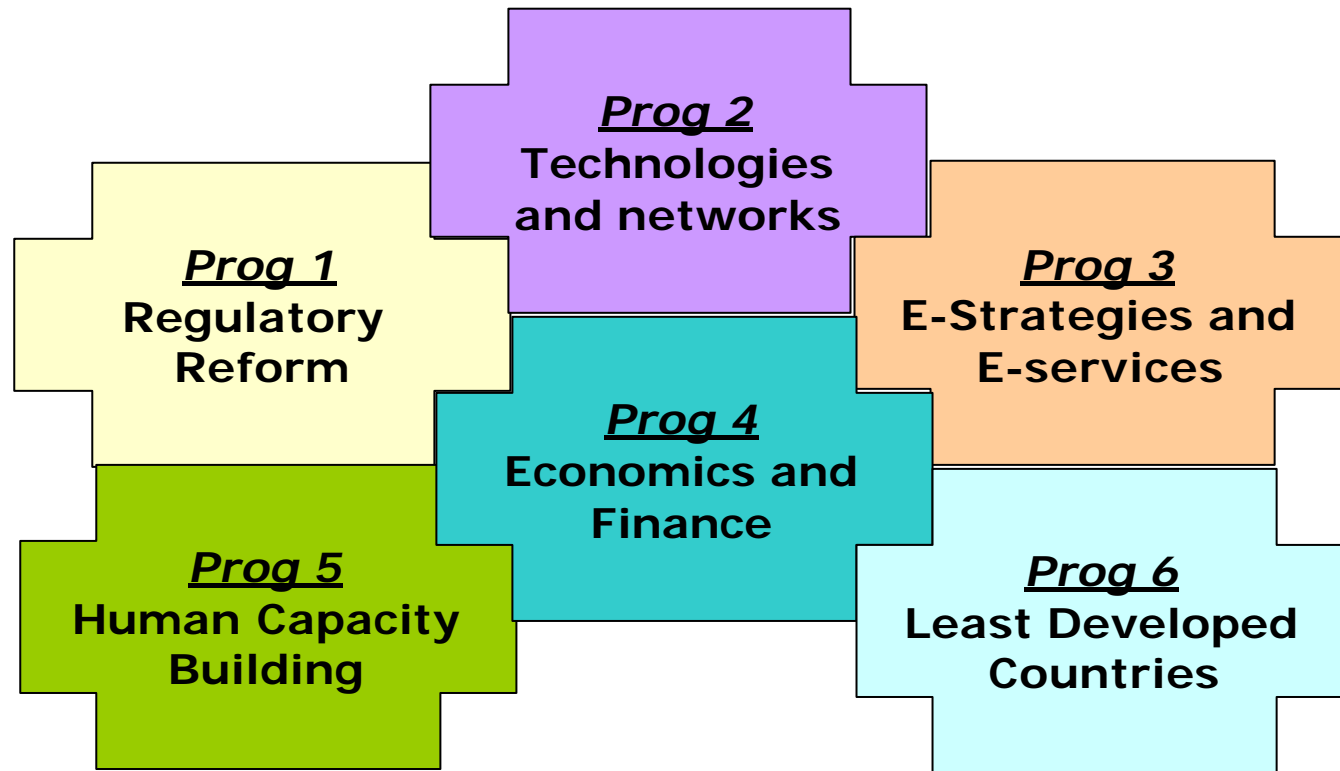 Prog 1
Regulatory
Reform
Prog 2
Technologies
and networks
Prog 3
E-Strategies and
E-services
Prog 4
Economics and
Finance
Prog 5
Human Capacity
Building
Prog 6
Least Developed
Countries